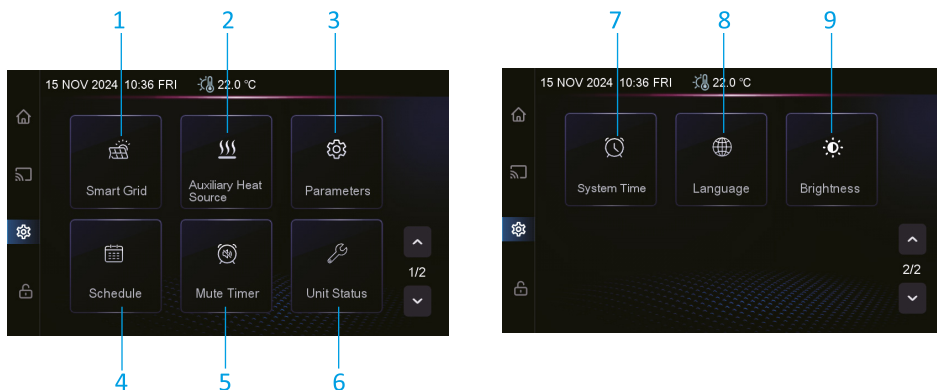 1 2 3
15 NOV 2024 10:36 FRI 22.0 °C
Smart Grid
Auxiliary Heat
Source
Parameters
Schedule
Mute Timer
Unit Status
1/2
4 5 6
7 8 9
15 NOV 2024 10:36 FRI 22.0 °C
System Time
Language
Brightness
2/2